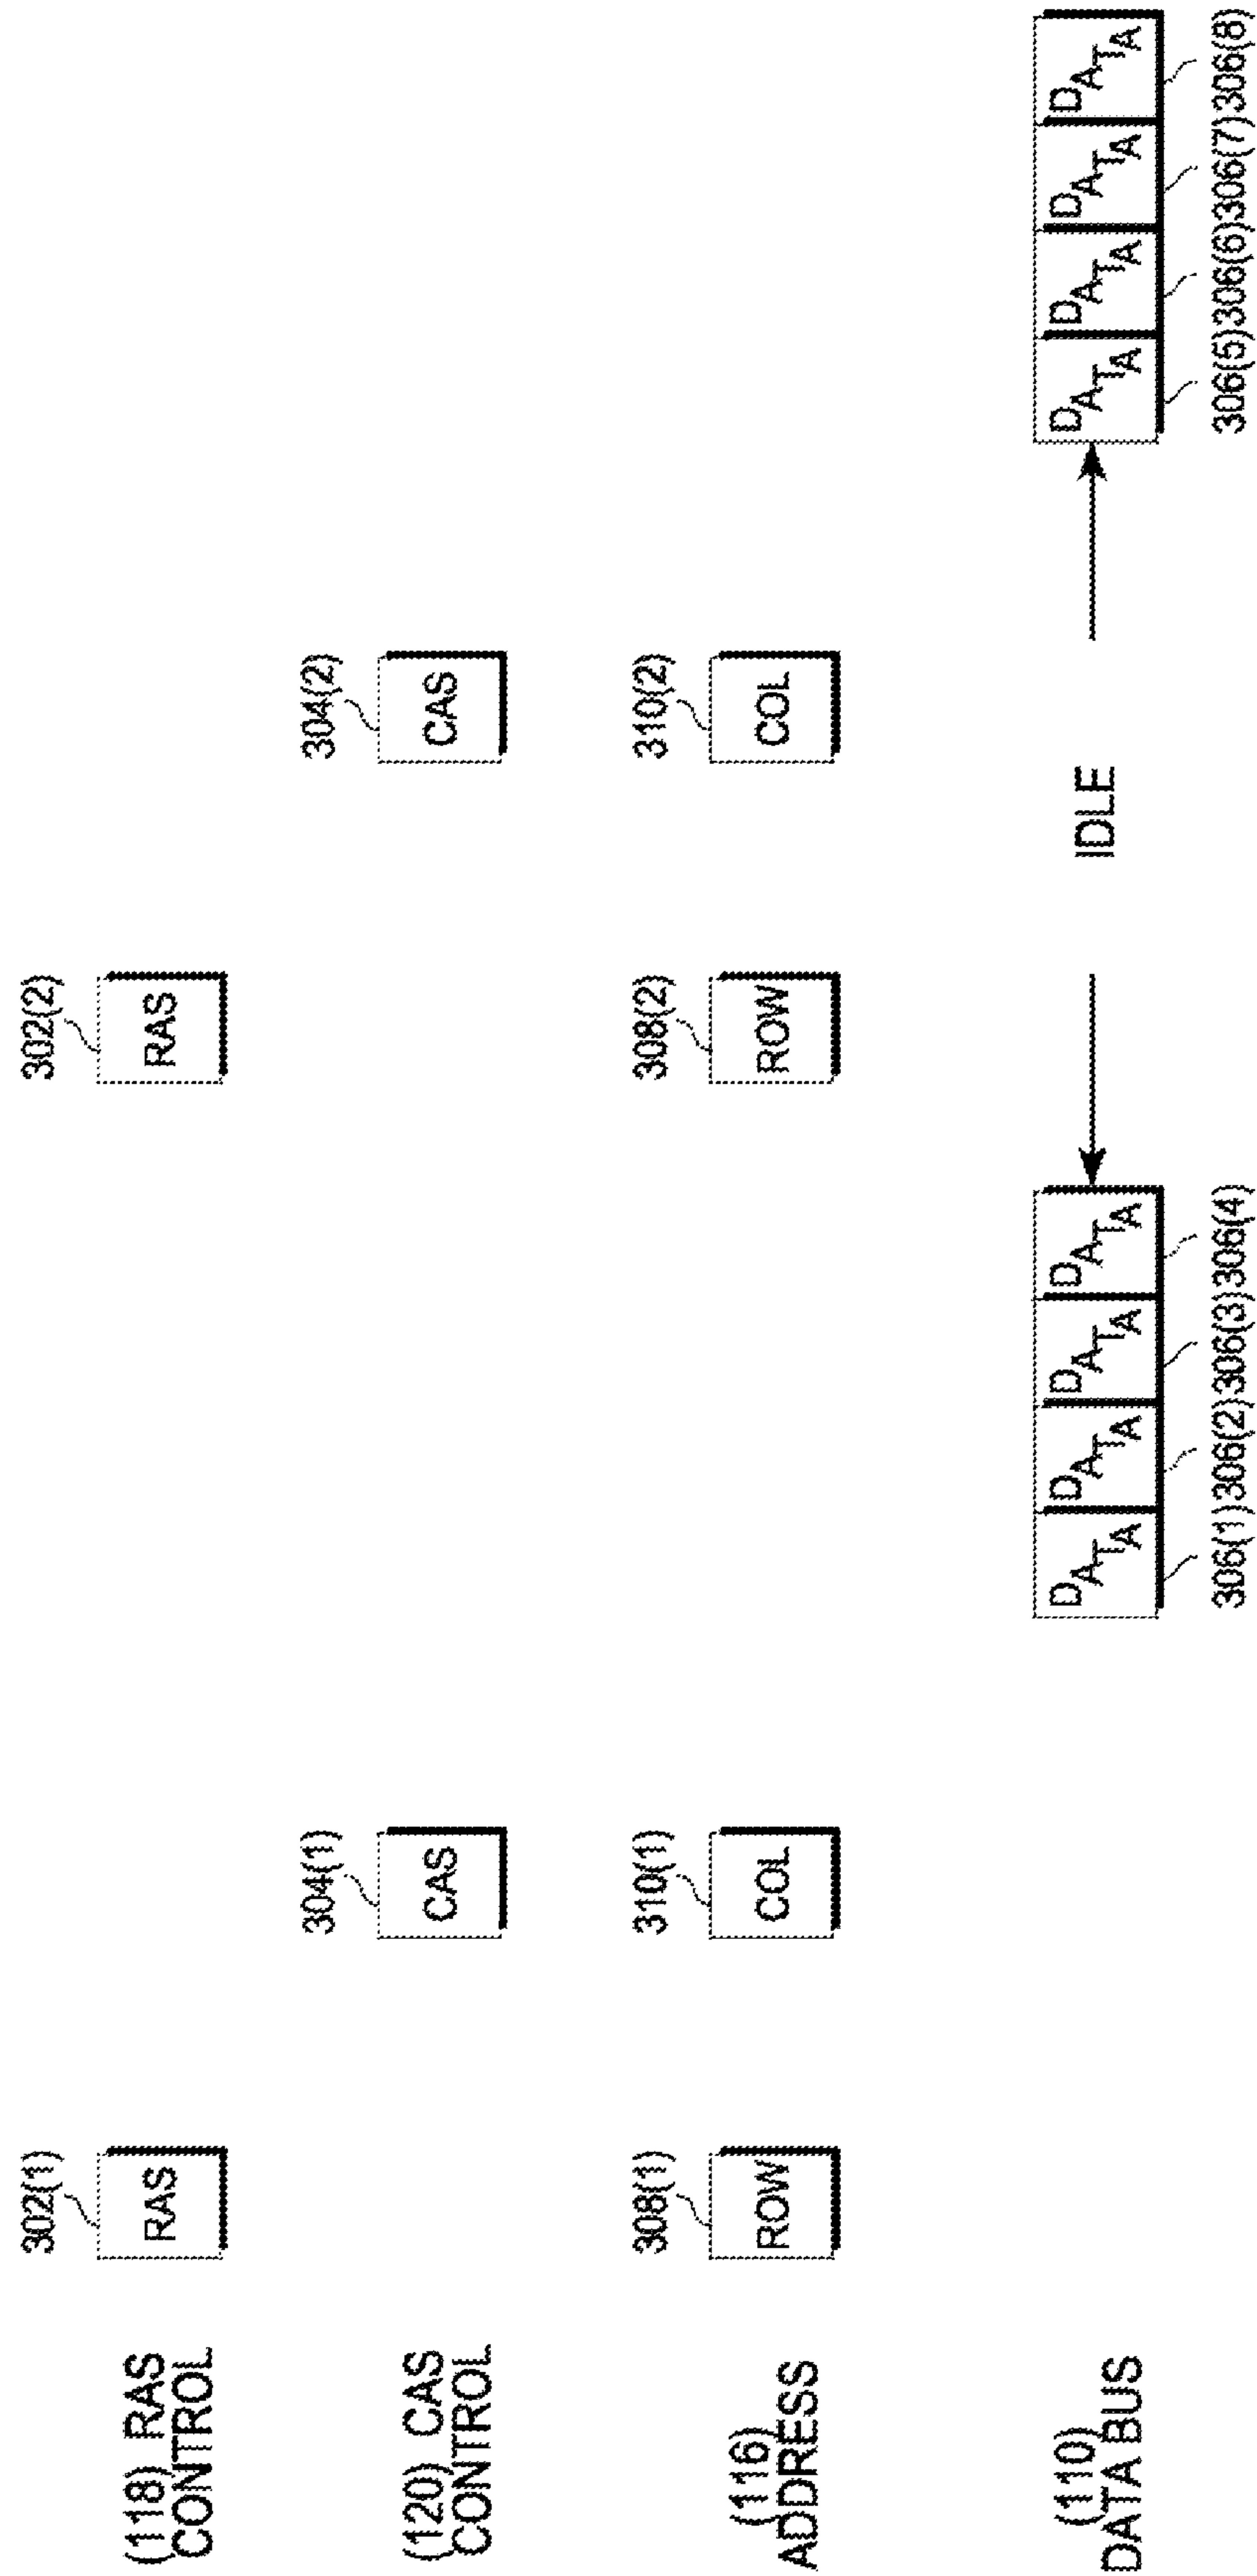 302(1)
302(2)
(118) RAS
CONTROL
RAS
RAS
304(1)
304(2)
(120) CAS
CONTROL
CAS
CAS
308(1)
310(1)
308(2)
310(2)
(116)
ADDRESS
ROW
COL
ROW
COL
(110)
DATA BUS
DATA
DATA
DATA
DATA
IDLE
DATA
DATA
DATA
DATA
306(1) 306(2) 306(3) 306(4)
306(5) 306(6) 306(7) 306(8)